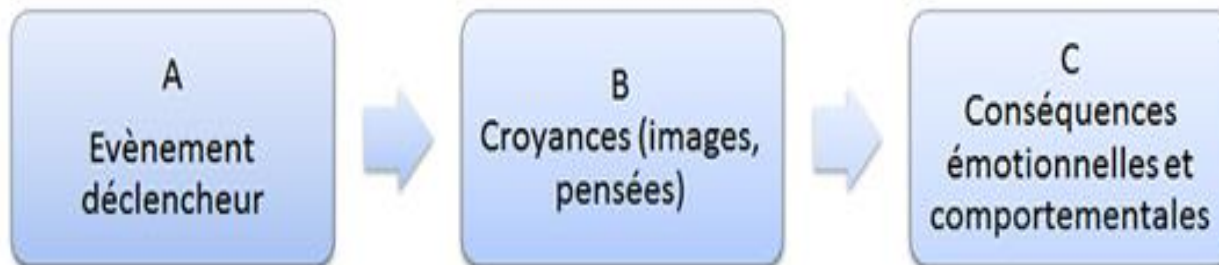 A
Evènement
déclencheur
B
Croyances (images,
pensées)
C
Conséquences
émotionnelles et
comportementales